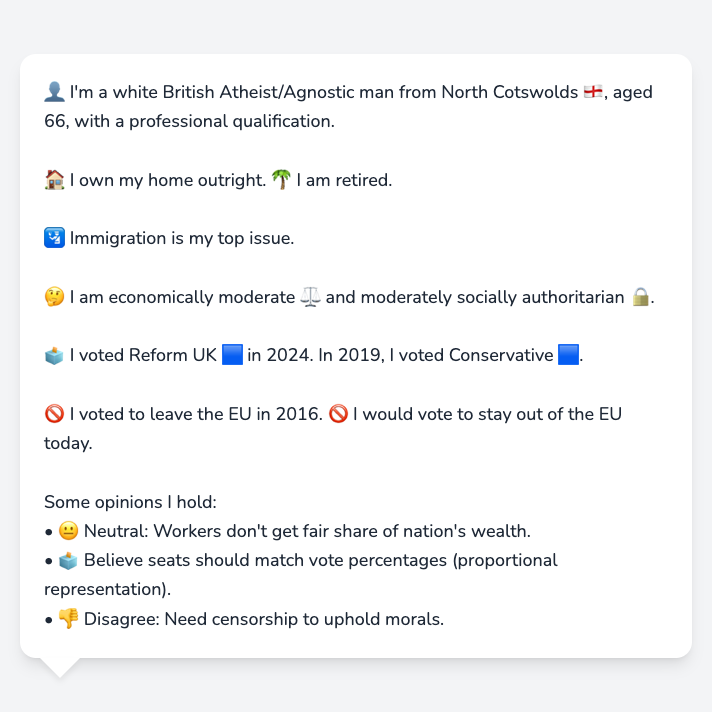 👤 I'm a white British Atheist/Agnostic man from North Cotswolds 🏴󠁧󠁢󠁥󠁮󠁧󠁿, aged
66, with a professional qualification.
🏠 I own my home outright. 🌴 I am retired.
🛂 Immigration is my top issue.
🤔 I am economically moderate ⚖️ and moderately socially authoritarian 🔒.
🗳️ I voted Reform UK 🟦 in 2024. In 2019, I voted Conservative 🟦.
🚫 I voted to leave the EU in 2016. 🚫 I would vote to stay out of the EU
today.
Some opinions I hold:
• 😐 Neutral: Workers don't get fair share of nation's wealth.
• 🗳️ Believe seats should match vote percentages (proportional
representation).
• 👎 Disagree: Need censorship to uphold morals.